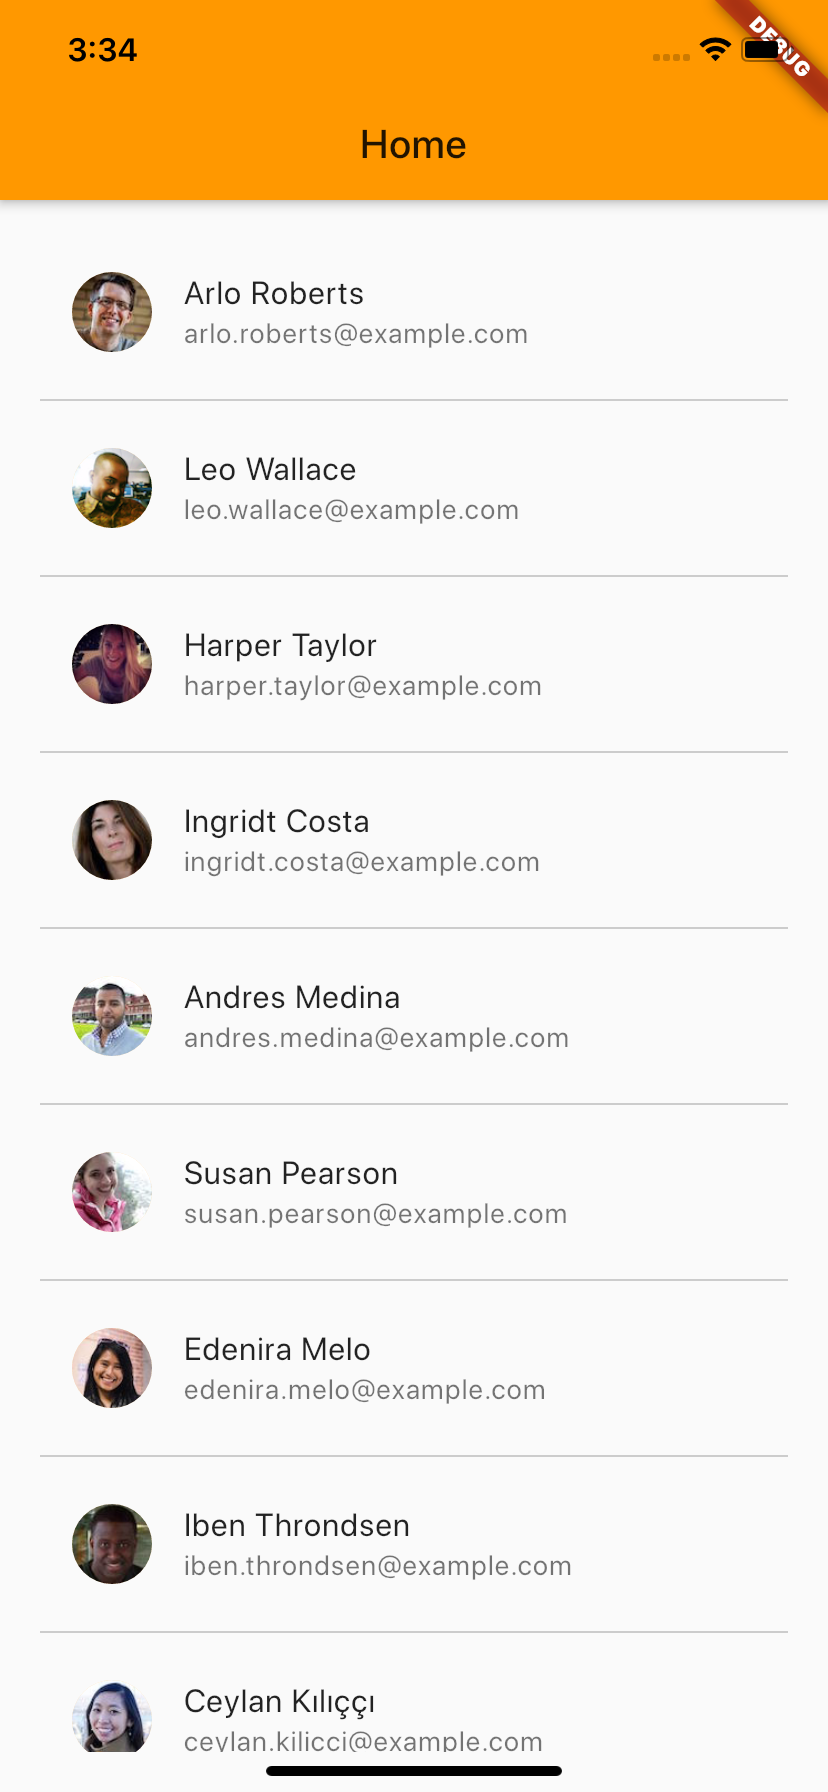 3:34
DEBUG
Home
Arlo Roberts
arlo.roberts@example.com
Leo Wallace
leo.wallace@example.com
Harper Taylor
harper.taylor@example.com
Ingridt Costa
ingridt.costa@example.com
Andres Medina
andres.medina@example.com
Susan Pearson
susan.pearson@example.com
Edenira Melo
edenira.melo@example.com
Iben Throndsen
iben.throndsen@example.com
Ceylan Kılıççı
ceylan.kilicci@example.com